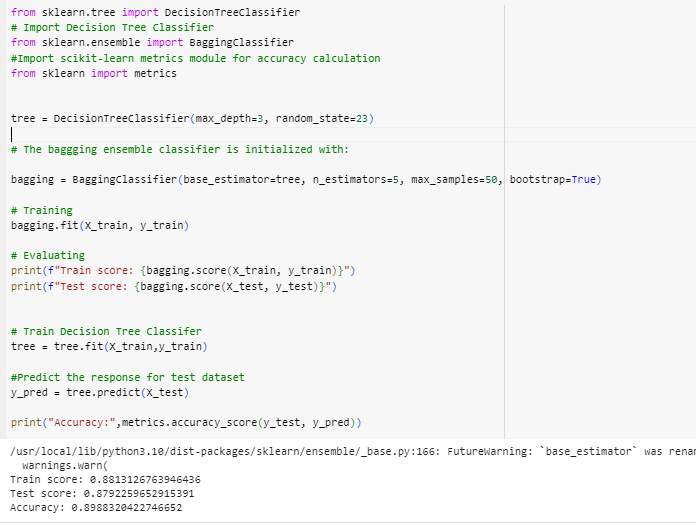 from sklearn.tree import DecisionTreeClassifier
# Import Decision Tree Classifier
from sklearn.ensemble import BaggingClassifier
#Import scikit-learn metrics module for accuracy calculation
from sklearn import metrics
tree = DecisionTreeClassifier(max_depth=3, random_state=23)
# The baggging ensemble classifier is initialized with:
bagging = BaggingClassifier(base_estimator=tree, n_estimators=5, max_samples=50, bootstrap=True)
# Training
bagging.fit(X_train, y_train)
# Evaluating
print(f"Train score: {bagging.score(X_train, y_train)}")
print(f"Test score: {bagging.score(X_test, y_test)}")
# Train Decision Tree Classifer
tree = tree.fit(X_train,y_train)
#Predict the response for test dataset
y_pred = tree.predict(X_test)
print("Accuracy:",metrics.accuracy_score(y_test, y_pred))
/usr/local/lib/python3.10/dist-packages/sklearn/ensemble/_base.py:166: FutureWarning: `base_estimator` was
warnings.warn(
Train score: 0.8813126763946436
Test score: 0.8792259652915391
Accuracy: 0.8988320422746652